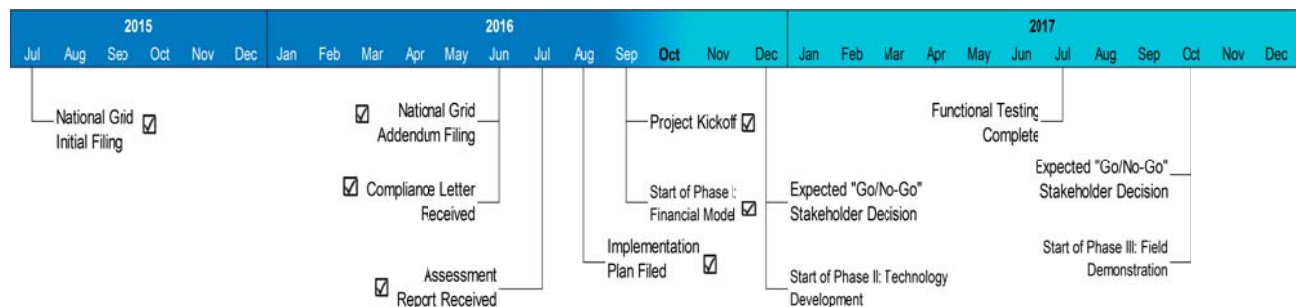 2015
2016
2017
Jul Aug Sep Oct Nov Dec Jan Feb Mar Apr May Jun Jul Aug Sep Oct Nov Dec Jan Feb Mar Apr May Jun Jul Aug Sep Oct Nov Dec
National Grid
Initial Filing
National Grid
Addendum Filing
Compliance Letter
Received
Assessment
Report Received
Implementation
Plan Filed
Project Kickoff
Start of Phase I:
Financial Model
Expected "Go/No-Go"
Stakeholder Decision
Start of Phase II: Technology
Development
Functional Testing
Complete
Expected "Go/No-Go"
Stakeholder Decision
Start of Phase III: Field
Demonstration